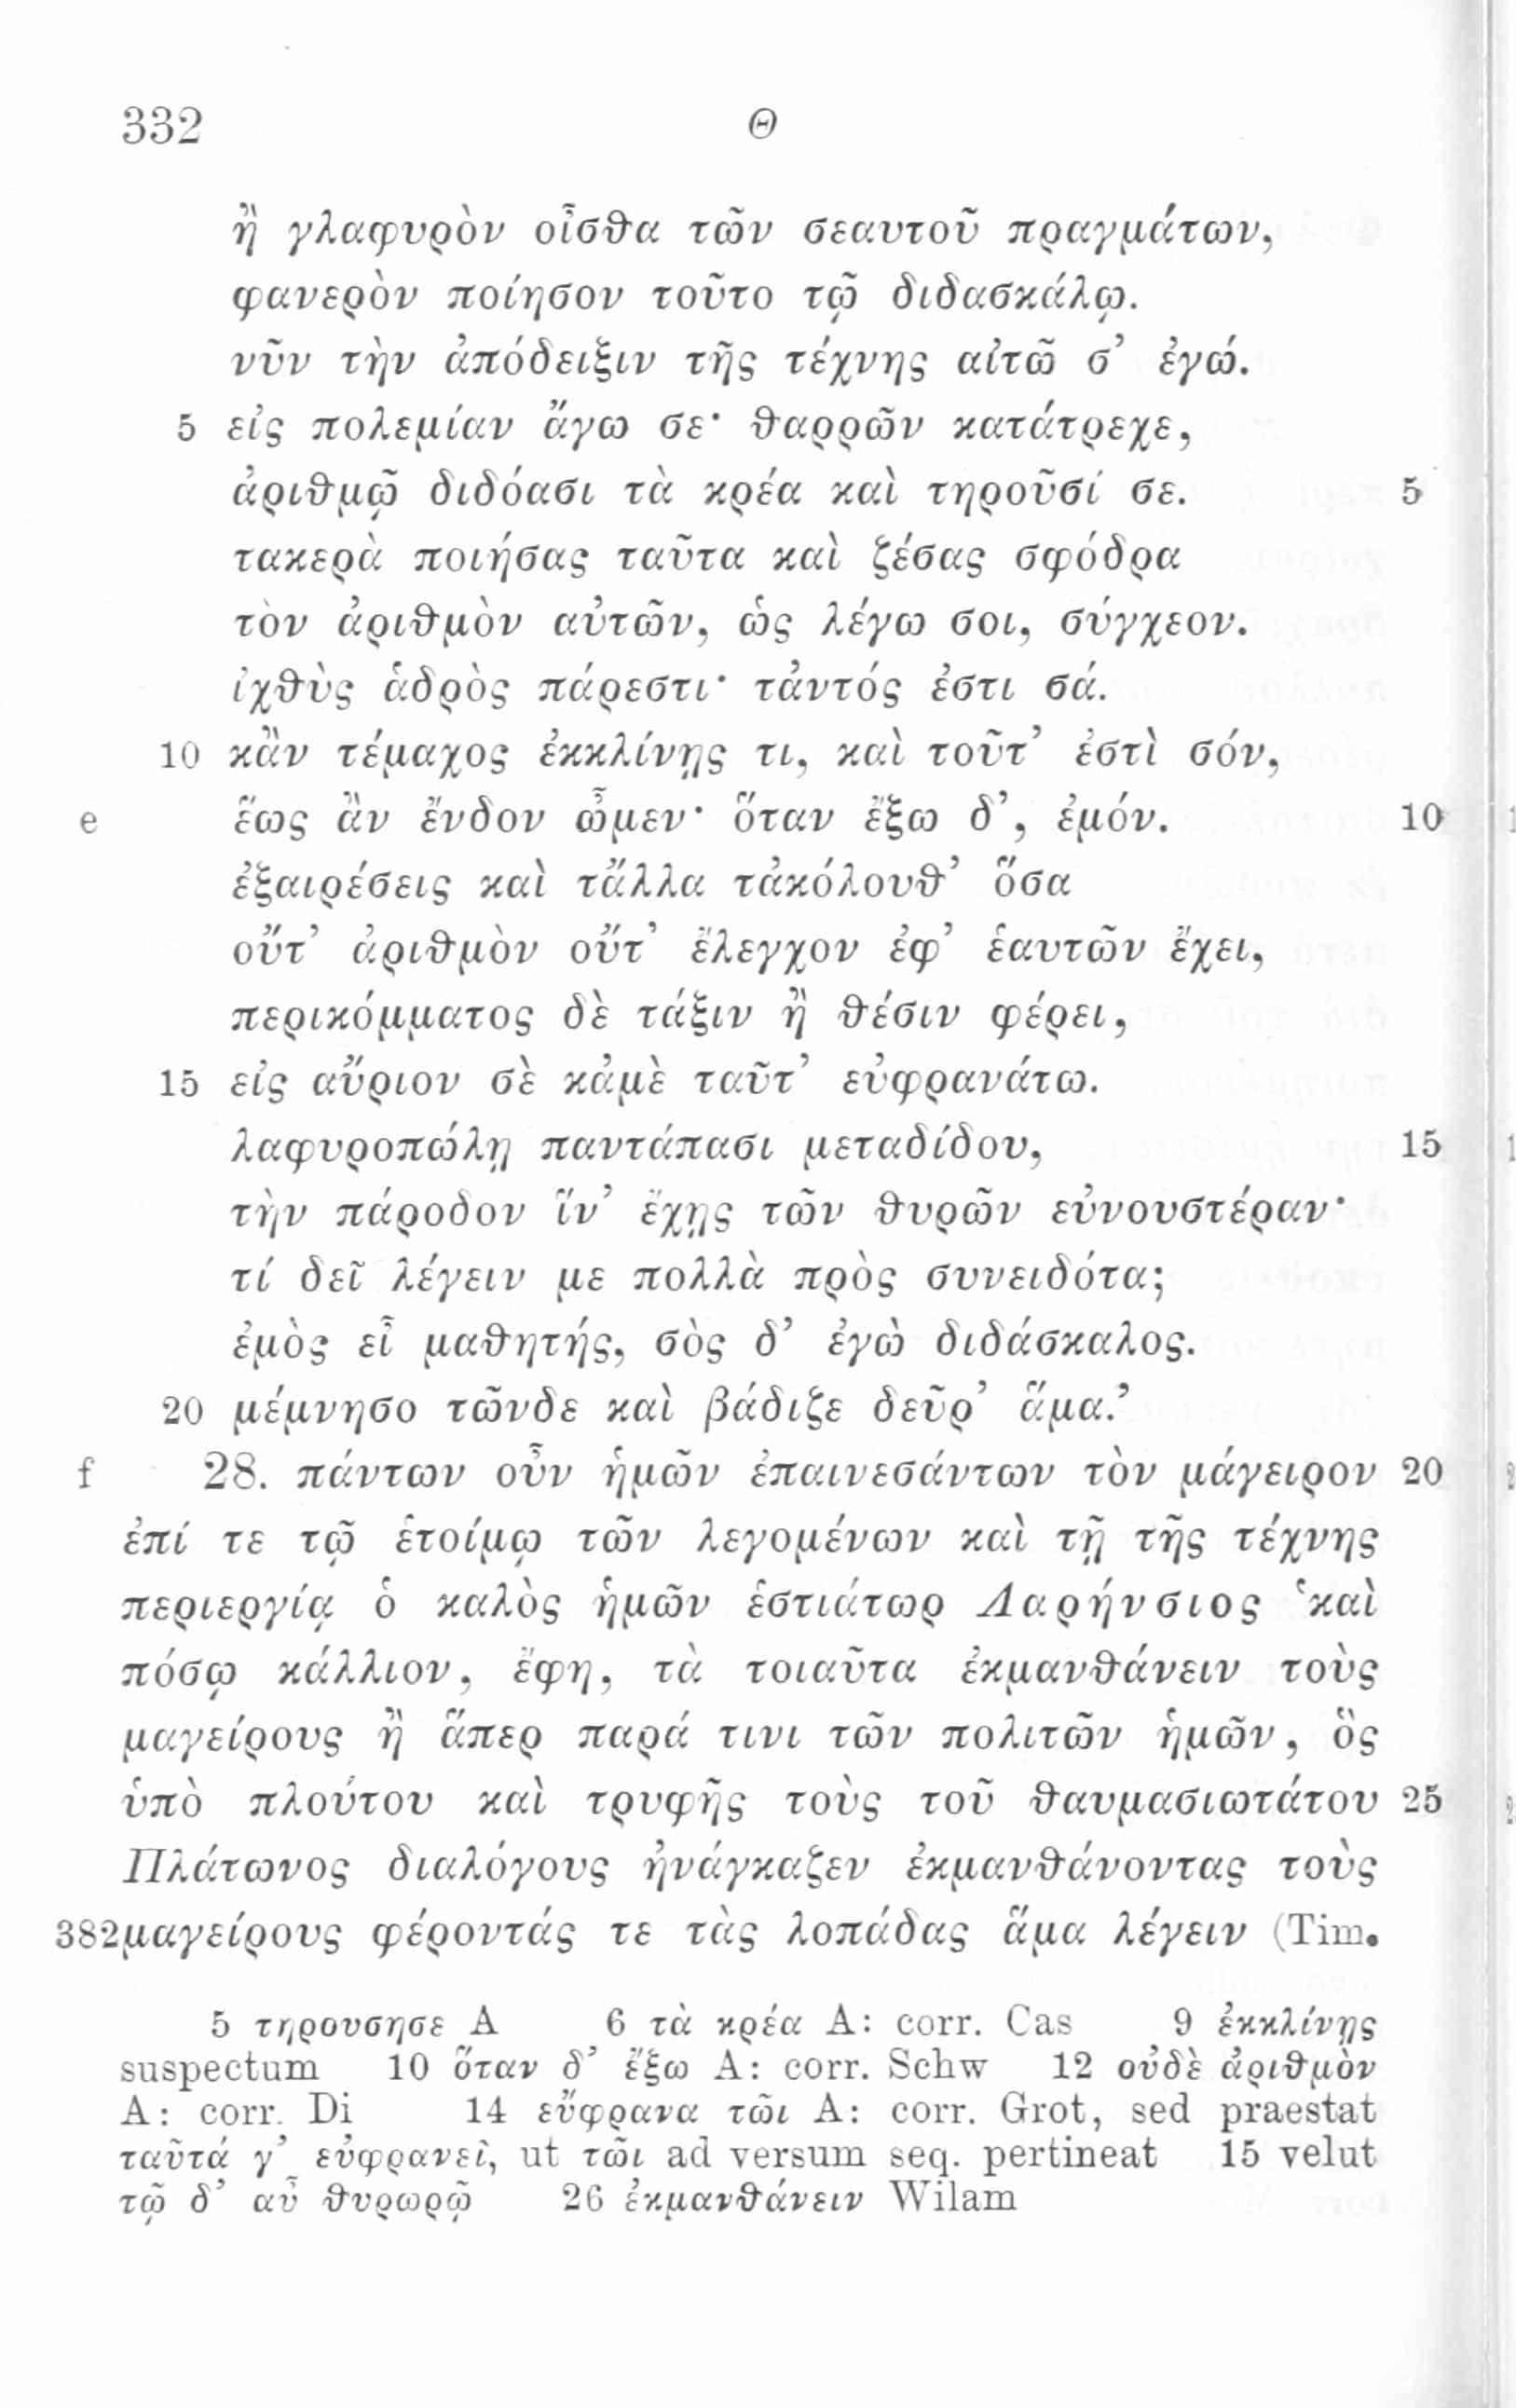 332 Θ
ἢ γλαφυρὸν οἶσθα τῶν σεαυτοῦ πραγμάτων,
φανερὸν ποίησον τοῦτο τῷ διδασκάλῳ.
νῦν τὴν ἀπόδειξιν τῆς τέχνης αἰτῶ σ’ ἐγώ.
5 εἰς πολεμίαν ἄγω σε· θαρρῶν κατάτρεχε,
ἀριθμῷ διδόασι τὰ κρέα καὶ τηροῦσί σε. 5
τακερὰ ποιήσας ταῦτα καὶ ζέσας σφόδρα
τὸν ἀριθμὸν αὐτῶν, ὡς λέγω σοι, σύγχεον.
ἰχθὺς ἁδρὸς πάρεστι· τἀντός ἐστι σά.
10 κἂν τέμαχος ἐκκλίνῃς τι, καὶ τοῦτ’ ἐστὶ σόν,
e ἕως ἂν ἔνδον ὦμεν· ὅταν ἔξω δ’, ἐμόν. 10
ἐξαιρέσεις καὶ τἄλλα τἀκόλουθ’ ὅσα
οὔτ’ ἀριθμὸν οὔτ’ ἔλεγχον ἐφ’ ἑαυτῶν ἔχει,
περικόμματος δὲ τάξιν ἢ θέσιν φέρει,
15 εἰς αὔριον σὲ κἀμὲ ταῦτ’ εὐφρανάτω.
λαφυροπώλῃ παντάπασι μεταδίδου, 15
τὴν πάροδον ἵν’ ἔχῃς τῶν θυρῶν εὐνουστέραν·
τί δεῖ λέγειν με πολλὰ πρὸς συνειδότα;
ἐμὸς εἶ μαθητής, σὸς δ’ ἐγὼ διδάσκαλος.
20 μέμνησο τῶνδε καὶ βάδιζε δεῦρ’ ἅμα.’
f 28. πάντων οὖν ἡμῶν ἐπαινεσάντων τὸν μάγειρον 20
ἐπί τε τῷ ἑτοίμῳ τῶν λεγομένων καὶ τῇ τῆς τέχνης
περιεργίᾳ ὁ καλὸς ἡμῶν ἑστιάτωρ Λαρήνσιος ‘καὶ
πόσῳ κάλλιον, ἔφη, τὰ τοιαῦτα ἐκμανθάνειν τοὺς
μαγείρους ἢ ἅπερ παρά τινι τῶν πολιτῶν ἡμῶν, ὃς
ὑπὸ πλούτου καὶ τρυφῆς τοὺς τοῦ θαυμασιωτάτου 25
Πλάτωνος διαλόγους ἠνάγκαζεν ἐκμανθάνοντας τοὺς
382 μαγείρους φέροντάς τε τὰς λοπάδας ἅμα λέγειν (Tim.
5 τηρουσησε A 6 τὰ κρέα A: corr. Cas 9 ἐκκλίνῃς
suspectum 10 ὅταν δ’ ἔξω A: corr. Schw 12 οὐδὲ ἀριθμὸν
A: corr. Di 14 εὔφρανα τῶι A: corr. Grot, sed praestat
ταῦτά γ’ εὐφρανεῖ, ut τῶι ad versum seq. pertineat 15 velut
τῷ δ’ αὖ θυρωρῷ 26 ἐκμανθάνειν Wilam